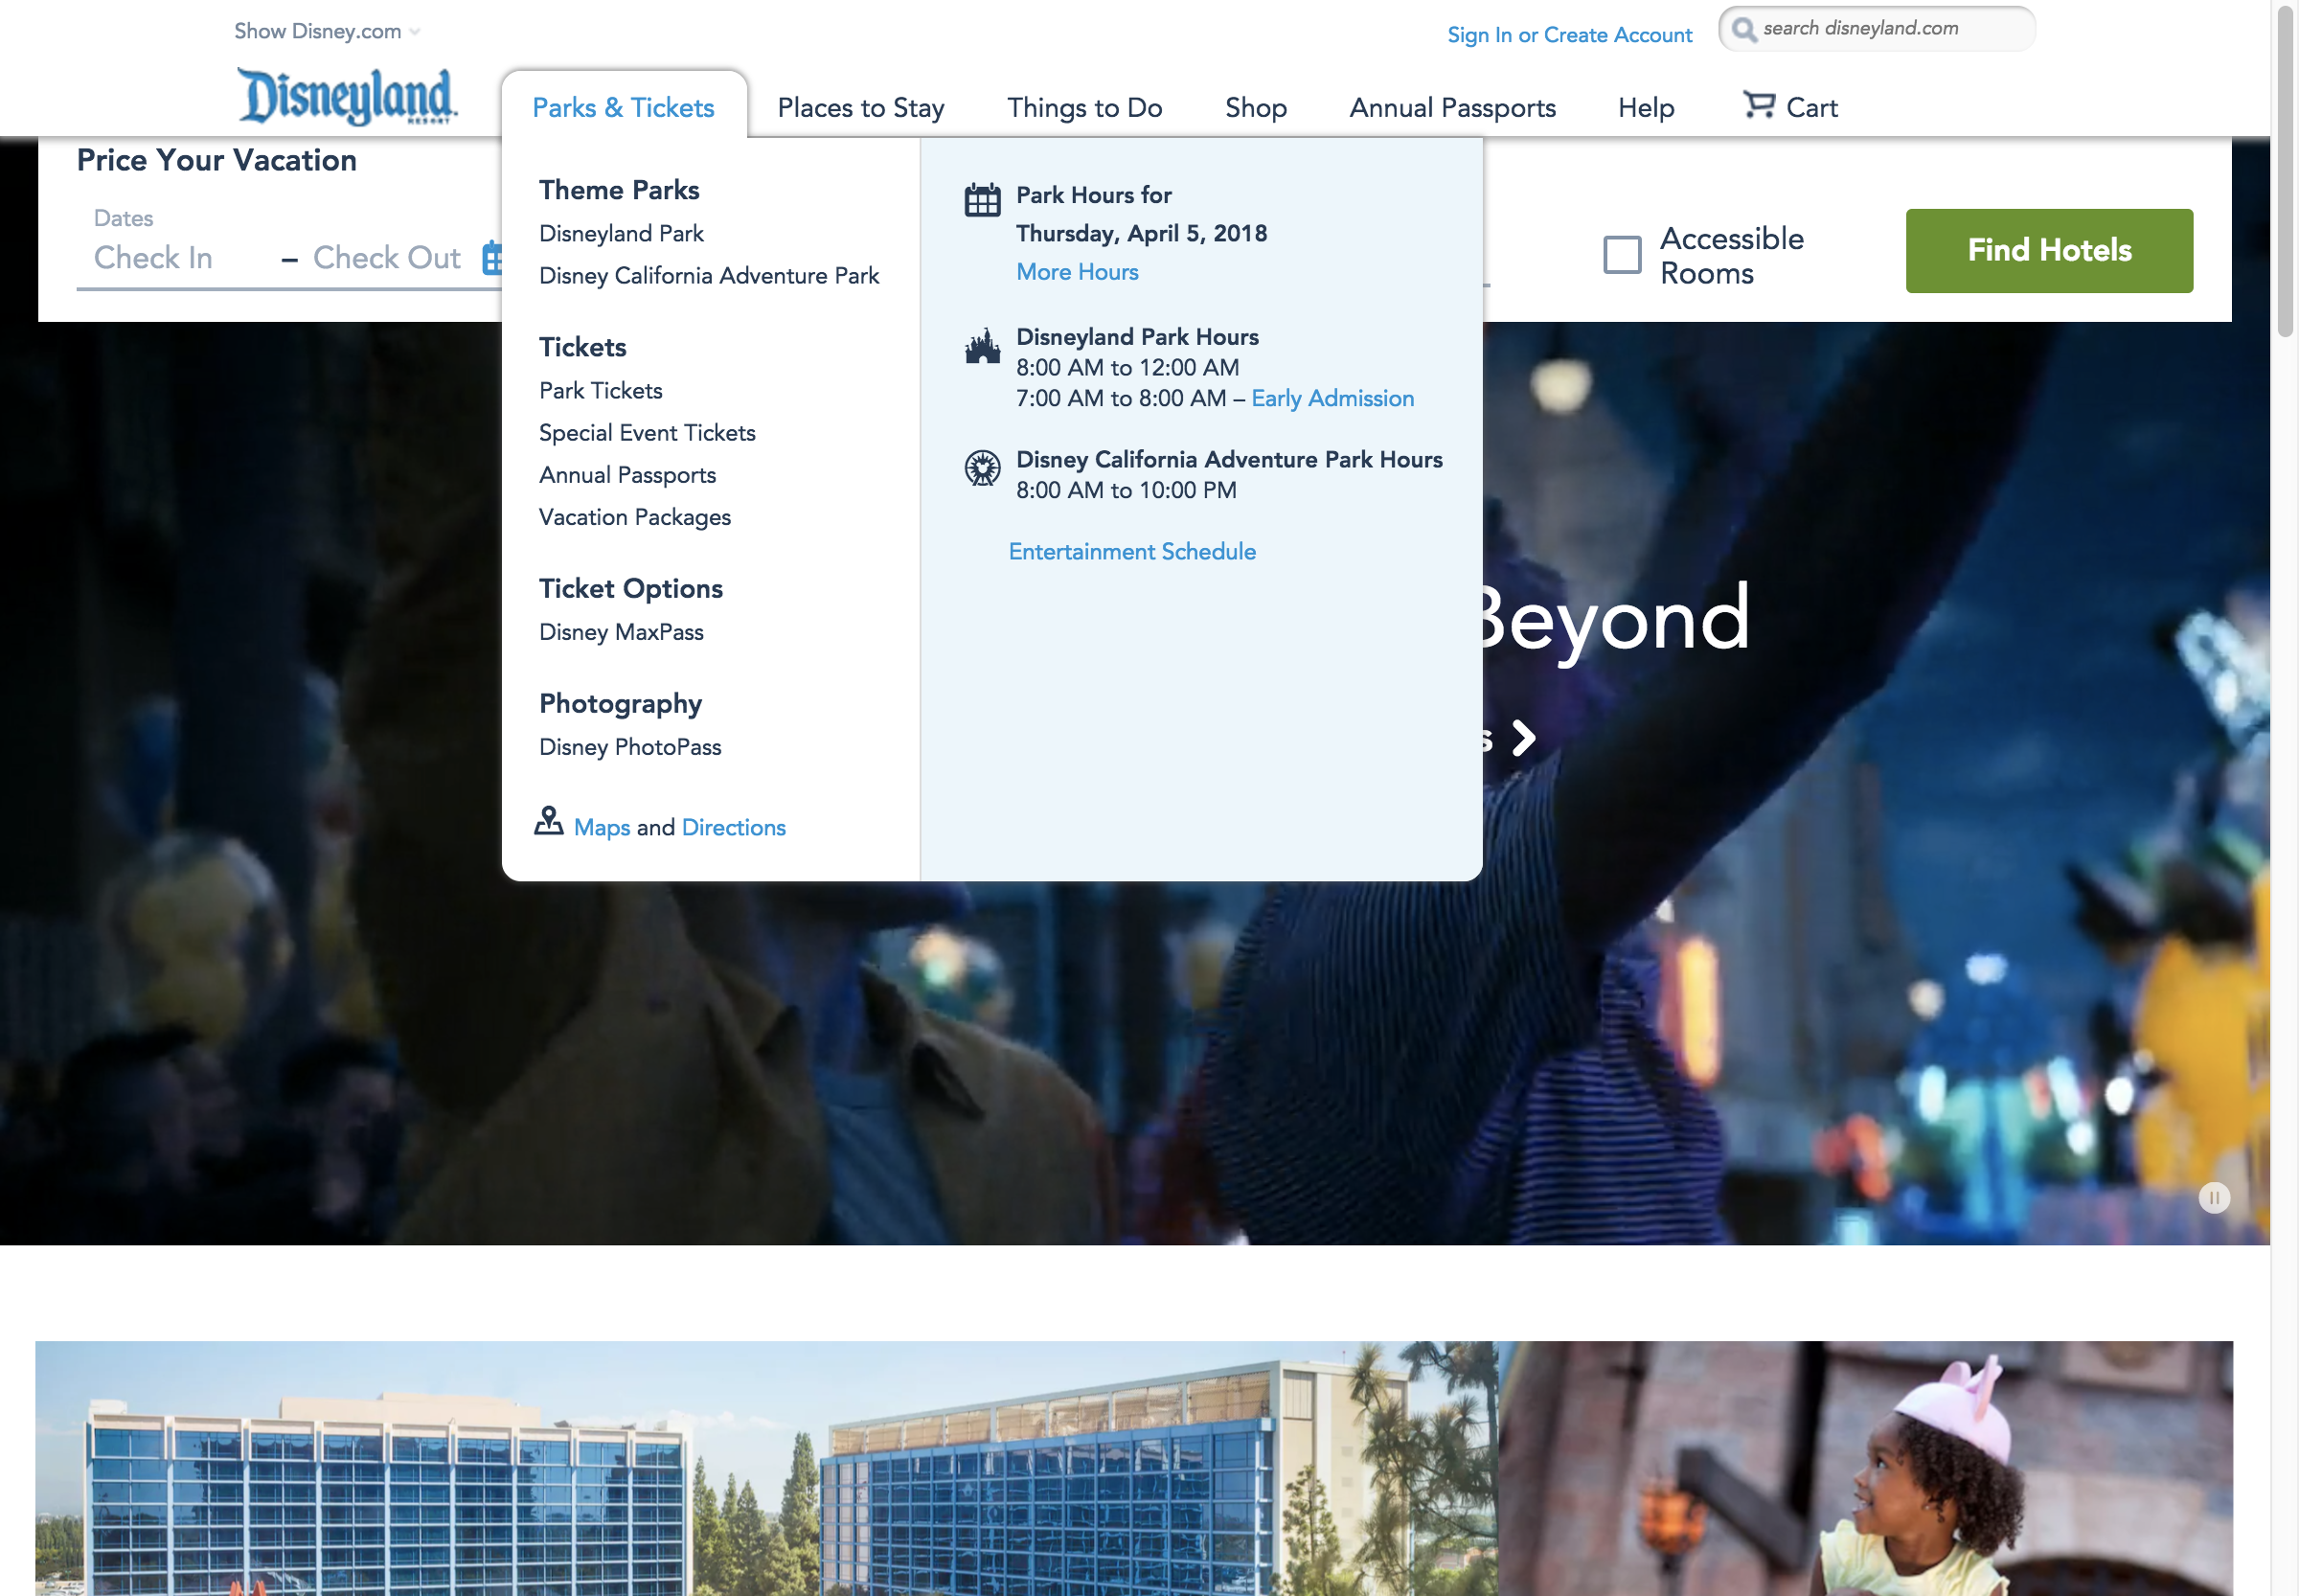 Show Disney.com
Sign In or Create Account
search disneyland.com
Disneyland
RESORT
Parks & Tickets
Places to Stay
Things to Do
Shop
Annual Passports
Help
Cart
Price Your Vacation
Dates
Check In – Check Out
Accessible
Rooms
Find Hotels
Theme Parks
Disneyland Park
Disney California Adventure Park
Tickets
Park Tickets
Special Event Tickets
Annual Passports
Vacation Packages
Ticket Options
Disney MaxPass
Photography
Disney PhotoPass
Maps and Directions
Park Hours for
Thursday, April 5, 2018
More Hours
Disneyland Park Hours
8:00 AM to 12:00 AM
7:00 AM to 8:00 AM – Early Admission
Disney California Adventure Park Hours
8:00 AM to 10:00 PM
Entertainment Schedule
Beyond